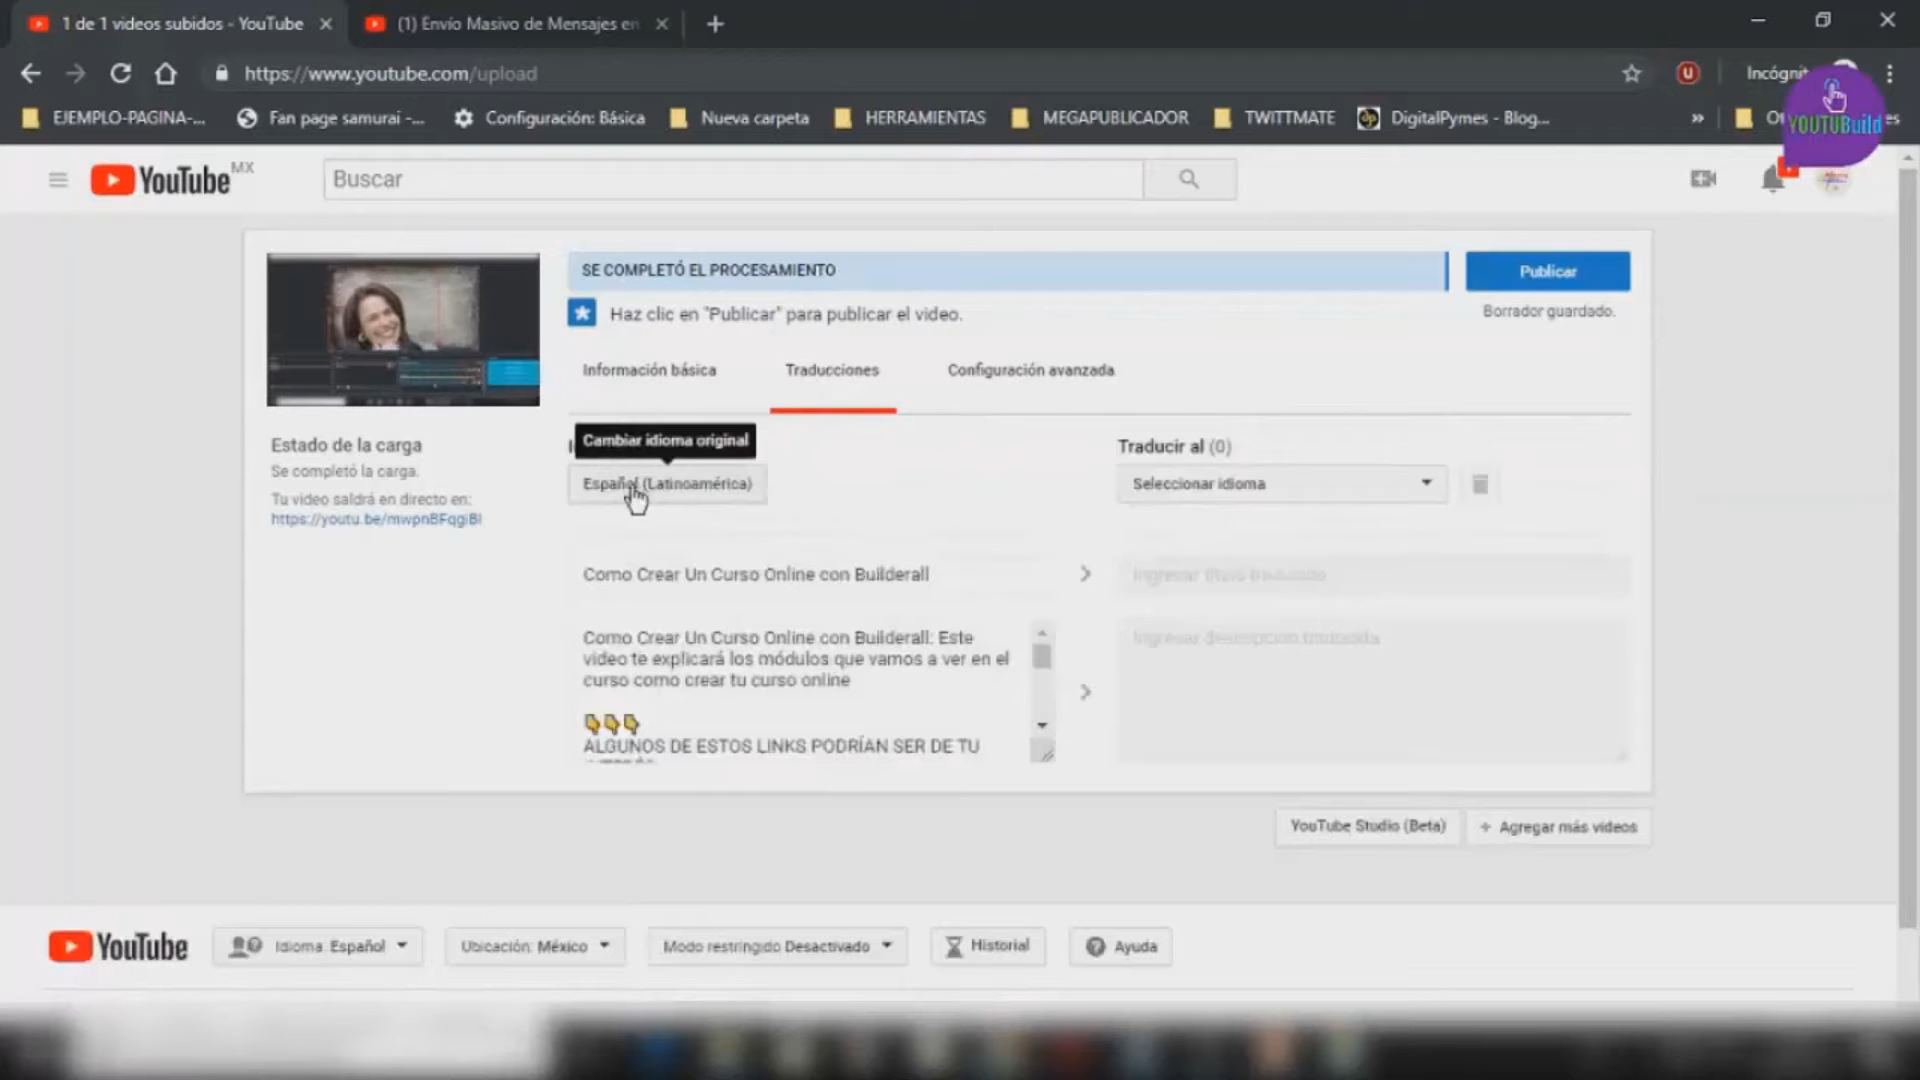 1 de 1 videos subidos - YouTube
(1) Envío Masivo de Mensajes en
https://www.youtube.com/upload
Incógnit
EJEMPLO-PAGINA-...
Fan page samurai -...
Configuración: Básica
Nueva carpeta
HERRAMIENTAS
MEGAPUBLICADOR
TWITTMATE
DigitalPymes - Blog...
»
YOUTUBuild
YouTube MX
Buscar
SE COMPLETÓ EL PROCESAMIENTO
Publicar
Haz clic en "Publicar" para publicar el video.
Borrador guardado.
Información básica
Traducciones
Configuración avanzada
Estado de la carga
Se completó la carga.
Tu video saldrá en directo en:
https://youtu.be/mwpnBFqgiBI
Cambiar idioma original
Español (Latinoamérica)
Traducir al (0)
Seleccionar idioma
Como Crear Un Curso Online con Builderall
Ingresar título traducido
Como Crear Un Curso Online con Builderall: Este
video te explicará los módulos que vamos a ver en el
curso como crear tu curso online
👇👇👇
ALGUNOS DE ESTOS LINKS PODRÍAN SER DE TU
Ingresar descripción traducida
YouTube Studio (Beta)
+ Agregar más videos
YouTube
Idioma: Español
Ubicación: México
Modo restringido Desactivado
Historial
Ayuda